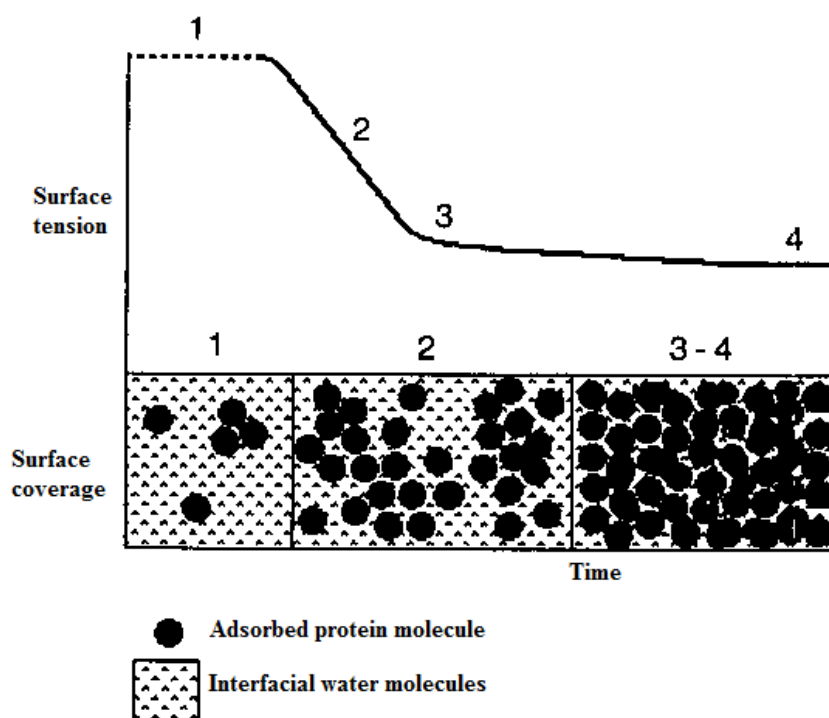 1
2
Surface
tension
3
4
1
2
3 - 4
Surface
coverage
Time
Adsorbed protein molecule
Interfacial water molecules